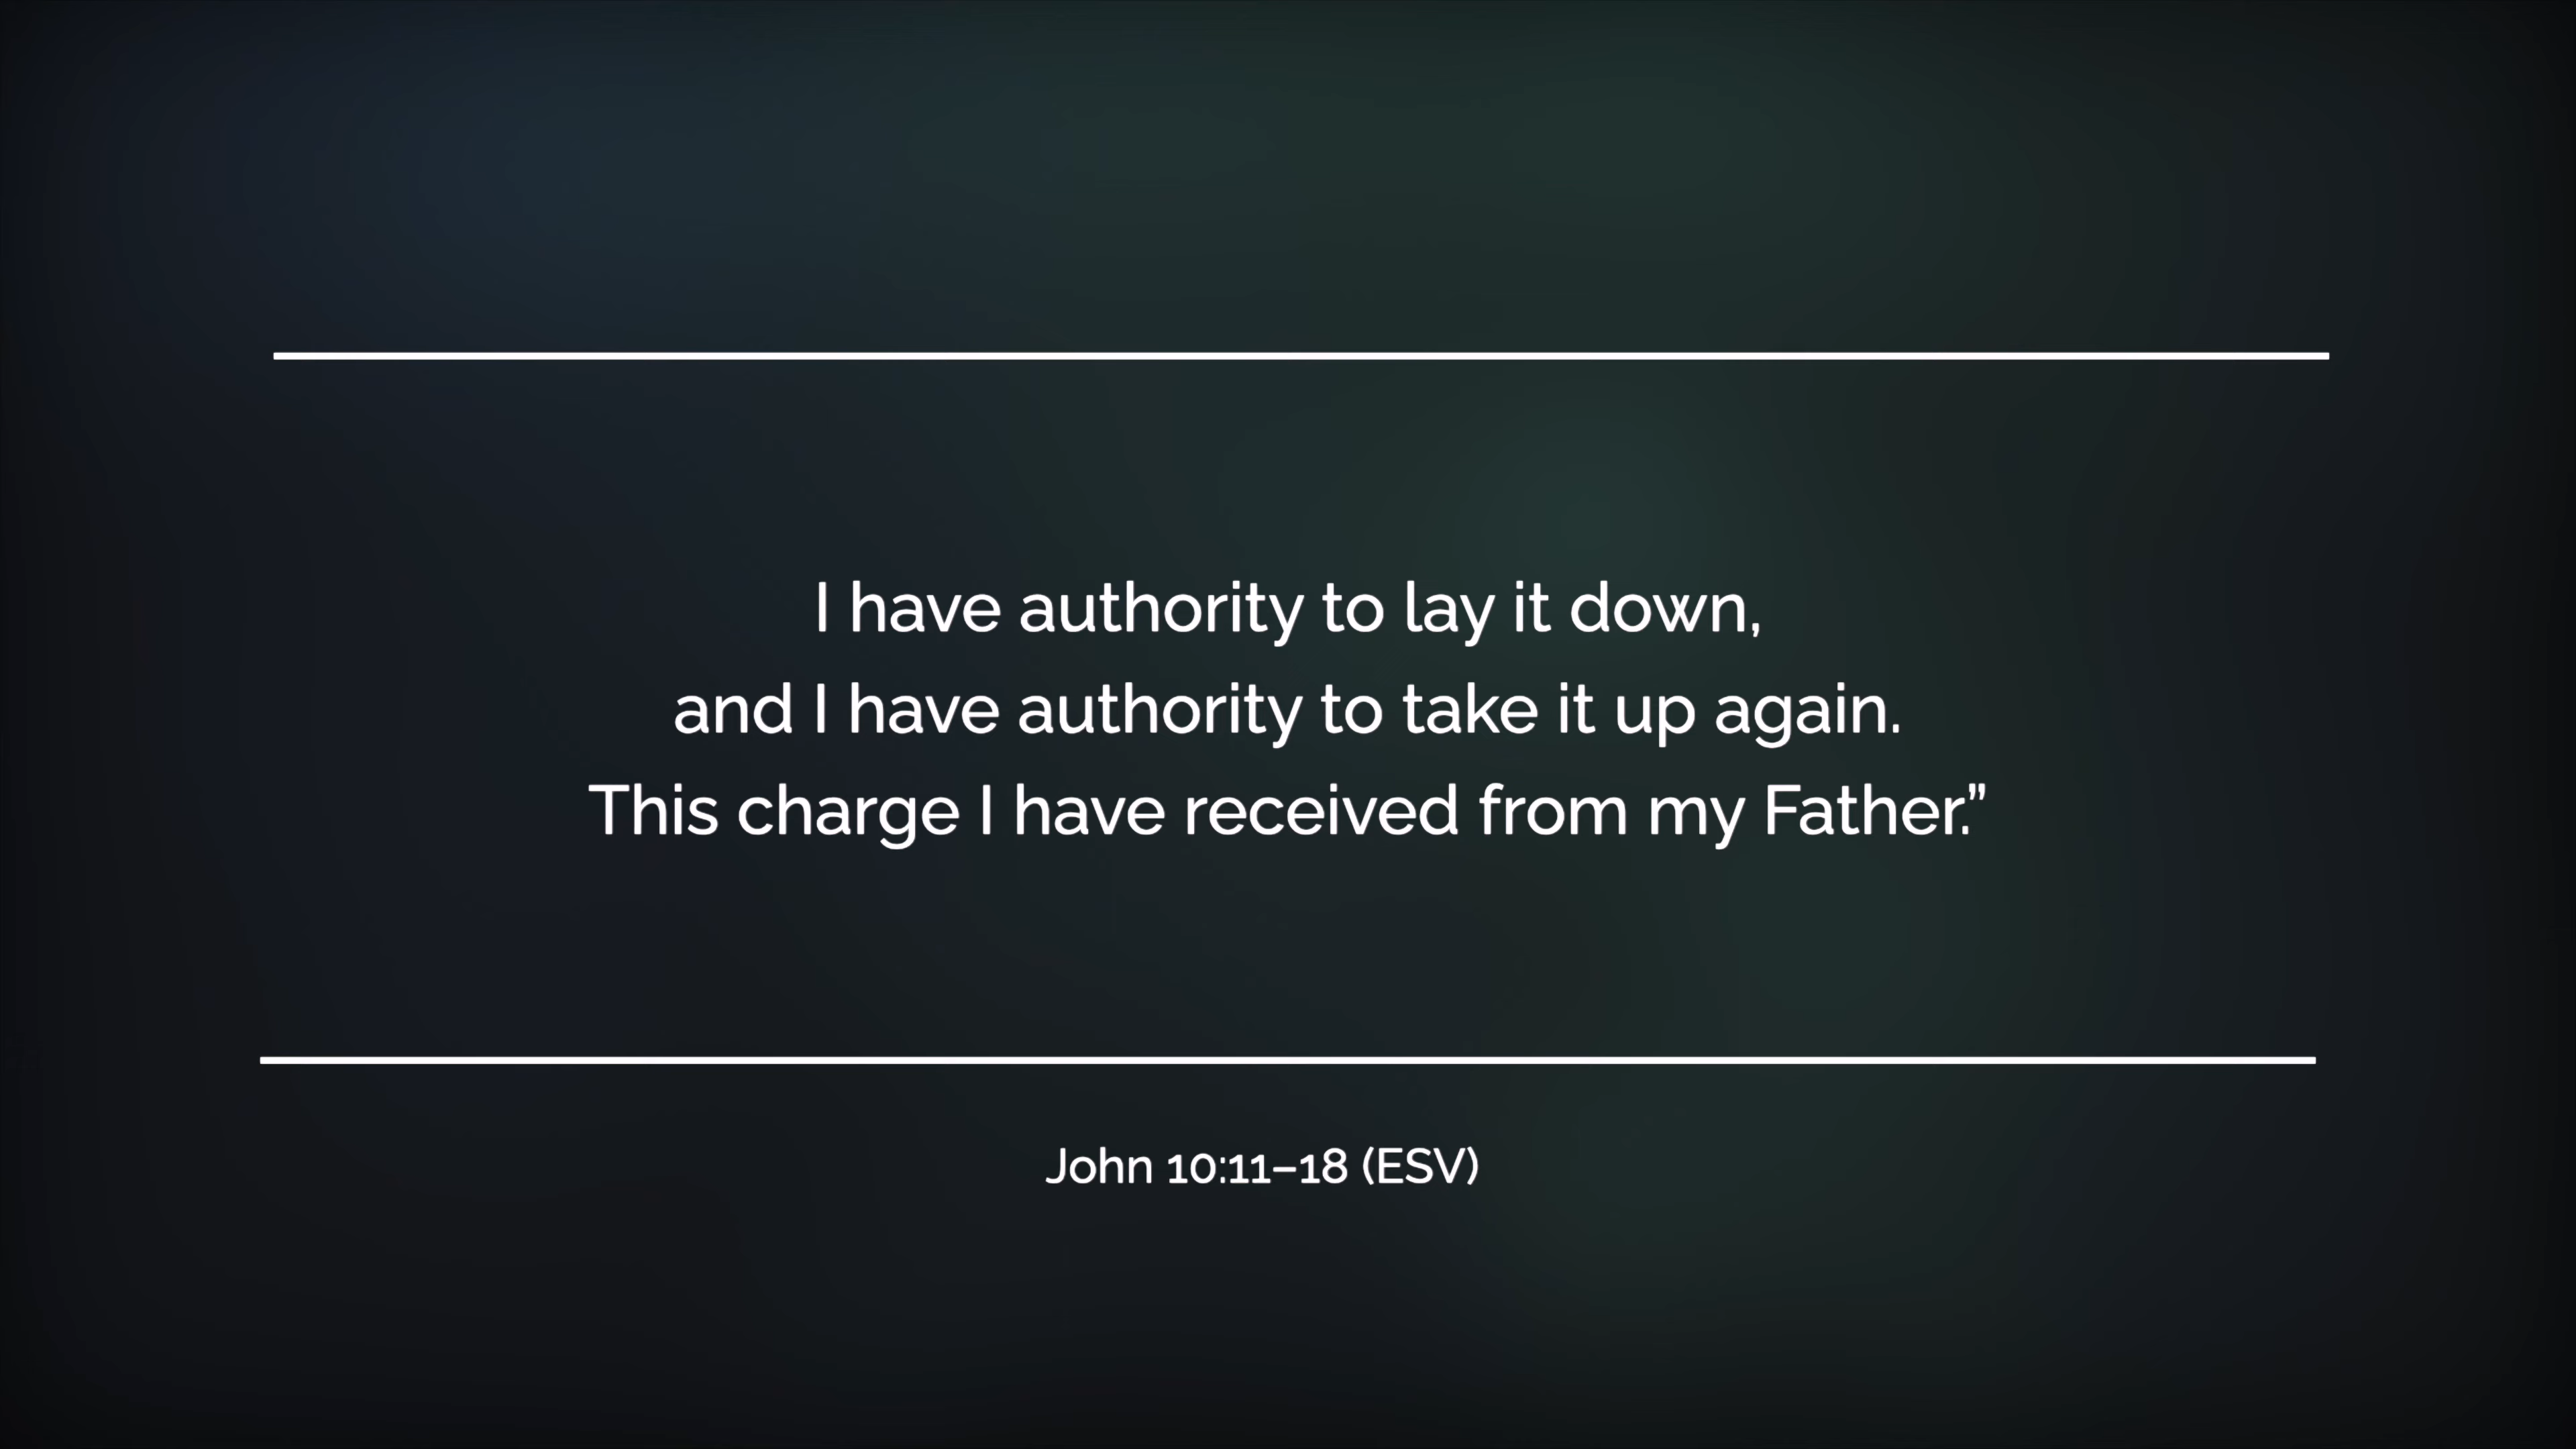 I have authority to lay it down,
and I have authority to take it up again.
This charge I have received from my Father.”
John 10:11–18 (ESV)